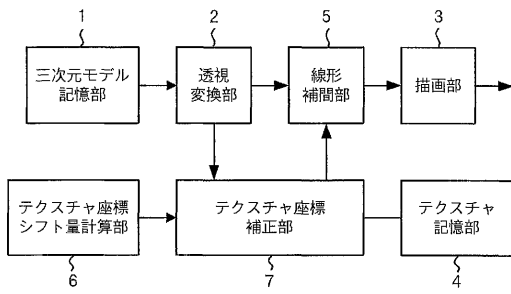 1
2
5
3
三次元モデル
記憶部
透視
変換部
線形
補間部
描画部
テクスチャ座標
シフト量計算部
テクスチャ座標
補正部
テクスチャ
記憶部
6
7
4